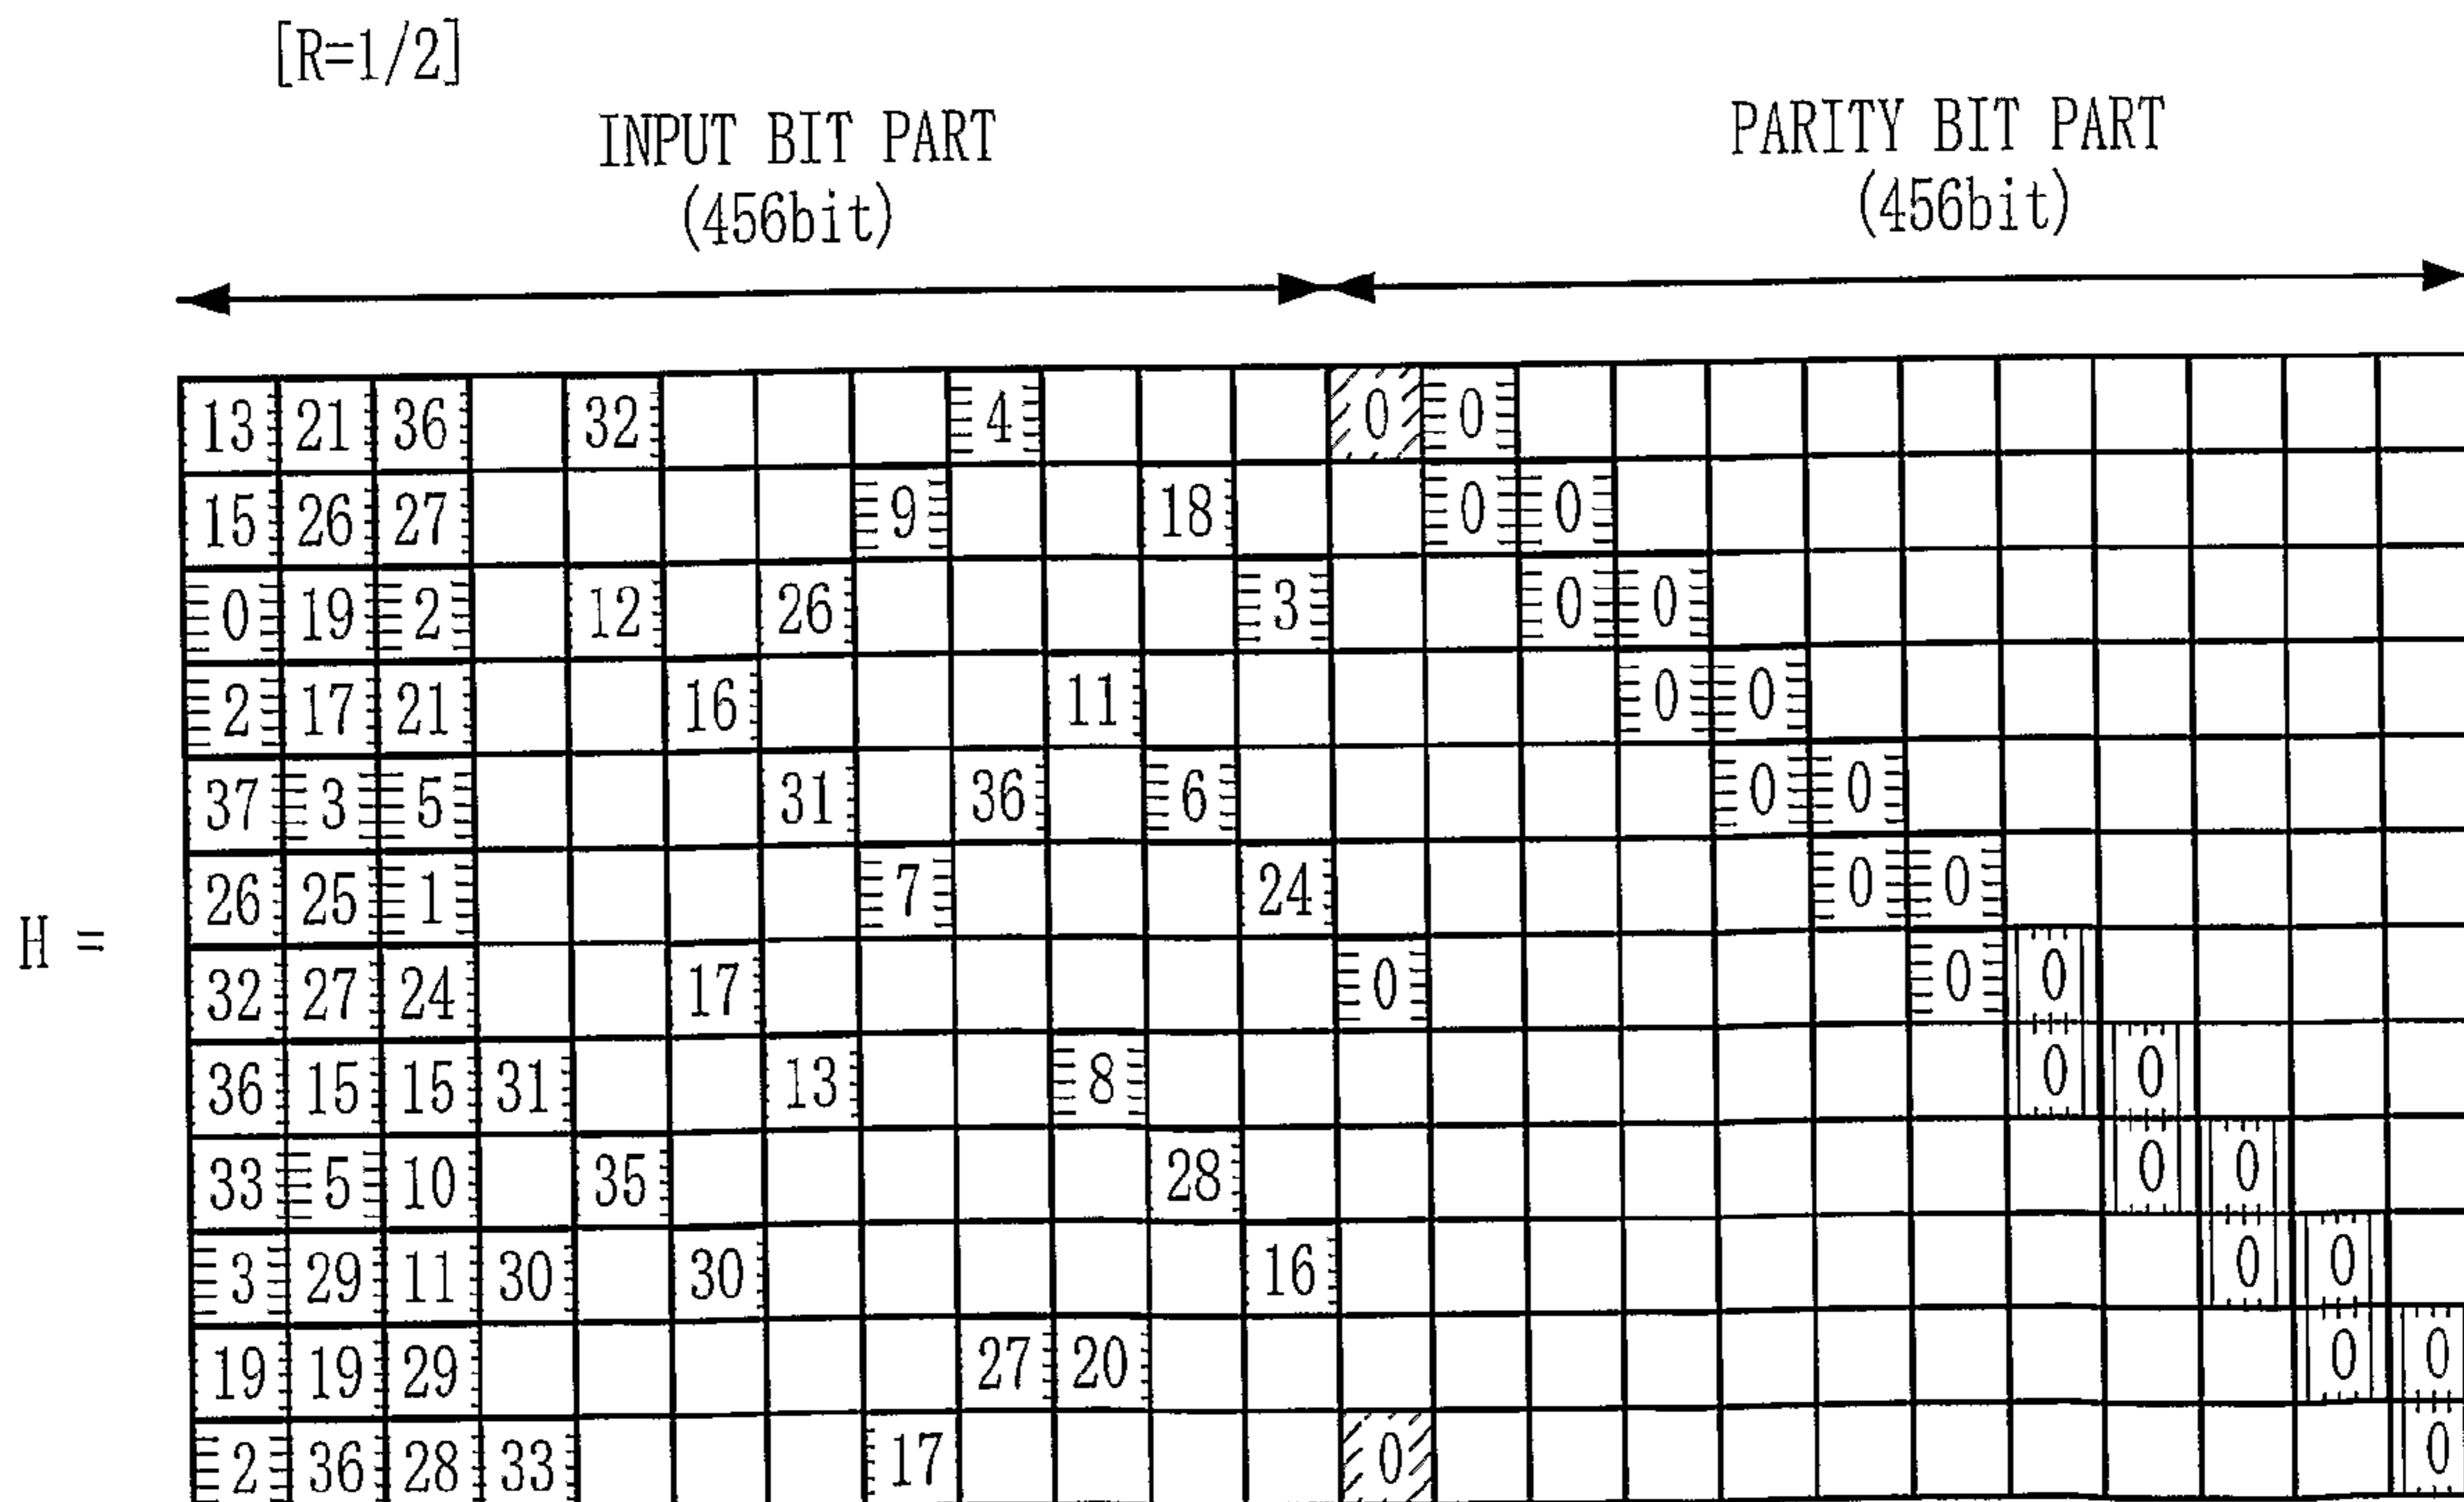 [R=1/2]
INPUT BIT PART
(456bit)
PARITY BIT PART
(456bit)
13 21 36 32 4 0 0
15 26 27 9 18 0 0
0 19 2 12 26 3 0 0
2 17 21 16 11 0 0
37 3 5 31 36 6 0 0
26 25 1 7 24 0 0
H =
32 27 24 17 0 0 0
36 15 15 31 13 8 0 0
33 5 10 35 28 0 0
3 29 11 30 30 16 0 0
19 19 29 27 20 0 0
2 36 28 33 17 0 0